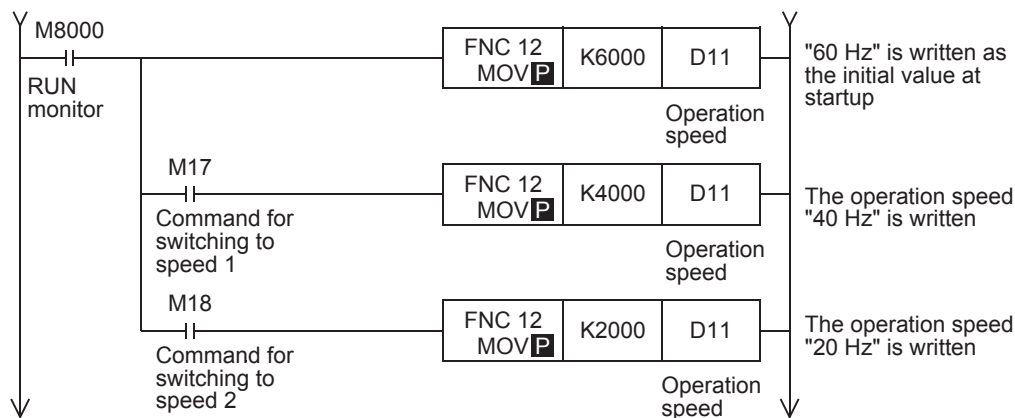 M8000
RUN
monitor
FNC 12
MOV P
K6000
D11
Operation
speed
"60 Hz" is written as
the initial value at
startup
M17
Command for
switching to
speed 1
FNC 12
MOV P
K4000
D11
Operation
speed
The operation speed
"40 Hz" is written
M18
Command for
switching to
speed 2
FNC 12
MOV P
K2000
D11
Operation
speed
The operation speed
"20 Hz" is written